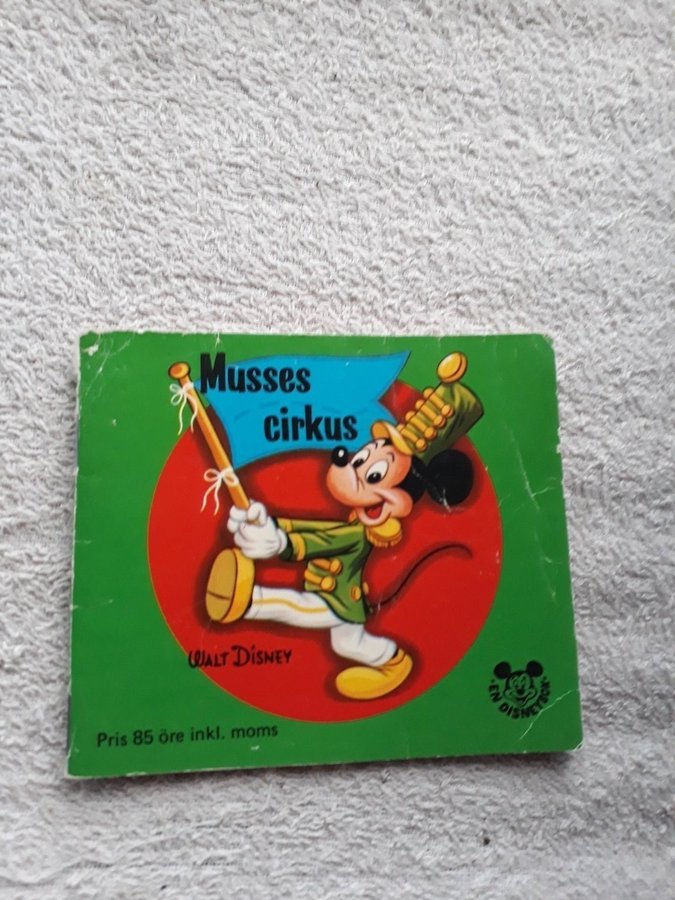 Musses
cirkus
WALT DISNEY
EN DISNEYBOK
Pris 85 öre inkl. moms